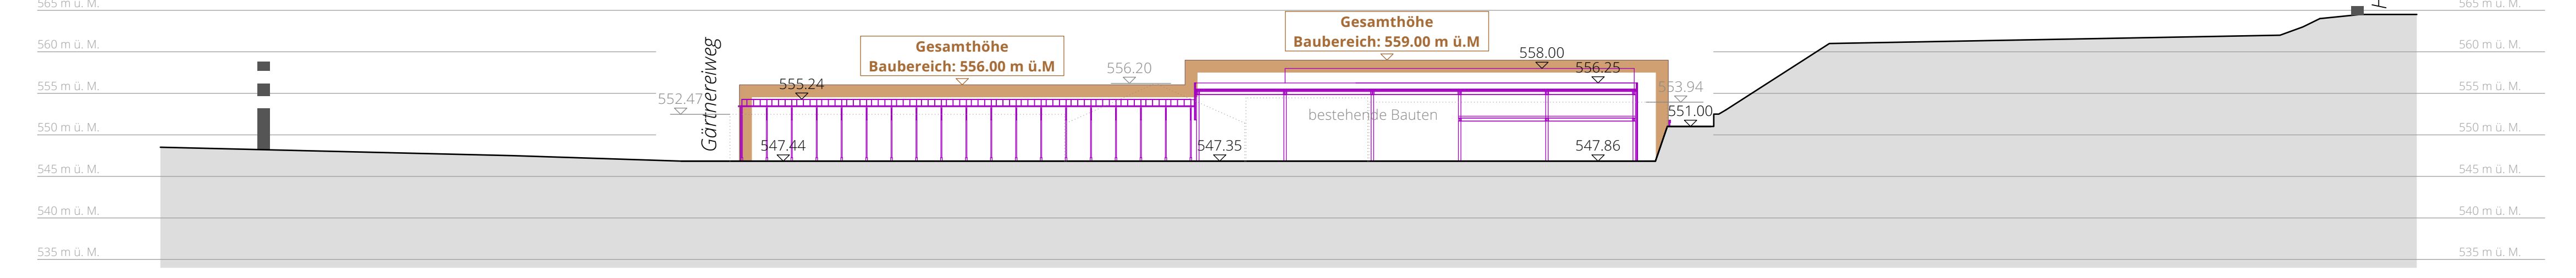 565 m ü. M.
565 m ü. M.
Gesamthöhe
Baubereich: 559.00 m ü.M
560 m ü. M.
Gesamthöhe
Baubereich: 556.00 m ü.M
558.00
560 m ü. M.
556.20
556.25
555 m ü. M.
555.24
553.94
555 m ü. M.
552.47
Gärtnereiweg
bestehende Bauten
551.00
550 m ü. M.
550 m ü. M.
547.44
547.35
547.86
545 m ü. M.
545 m ü. M.
540 m ü. M.
540 m ü. M.
535 m ü. M.
535 m ü. M.